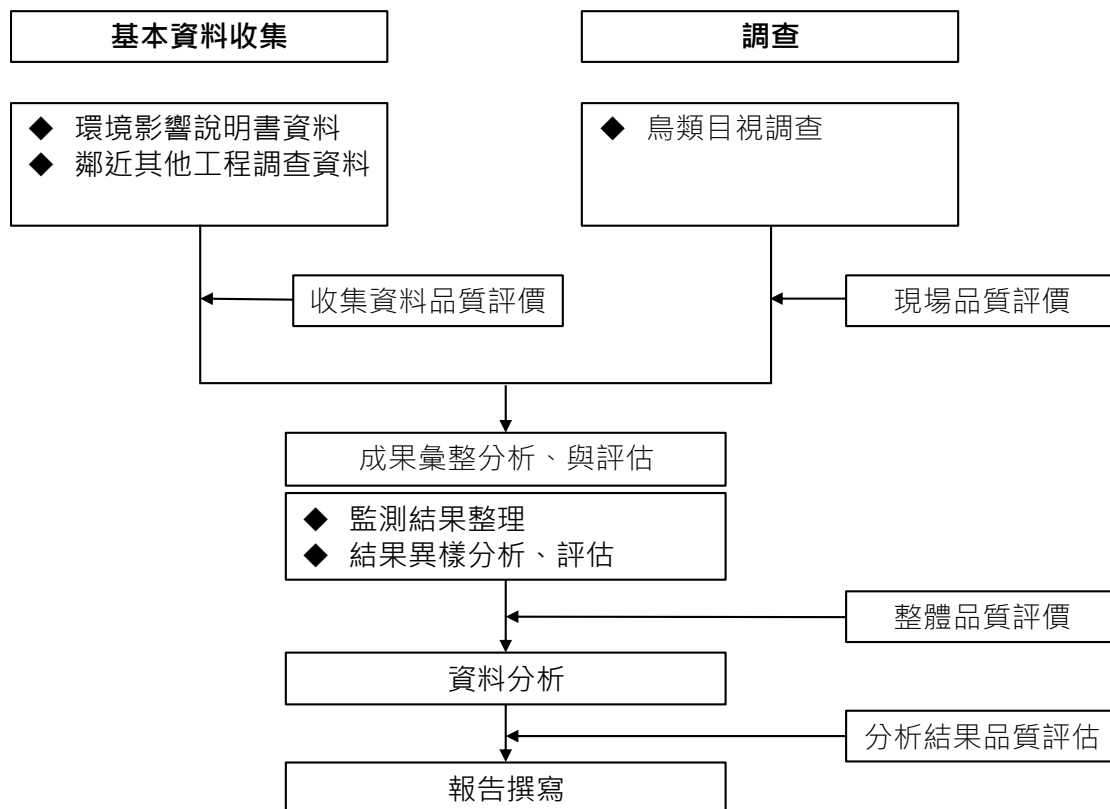 基本資料收集
調查
◆ 環境影響說明書資料
◆ 鄰近其他工程調查資料
◆ 鳥類目視調查
收集資料品質評價
現場品質評價
成果彙整分析、與評估
◆ 監測結果整理
◆ 結果異樣分析、評估
整體品質評價
資料分析
分析結果品質評估
報告撰寫